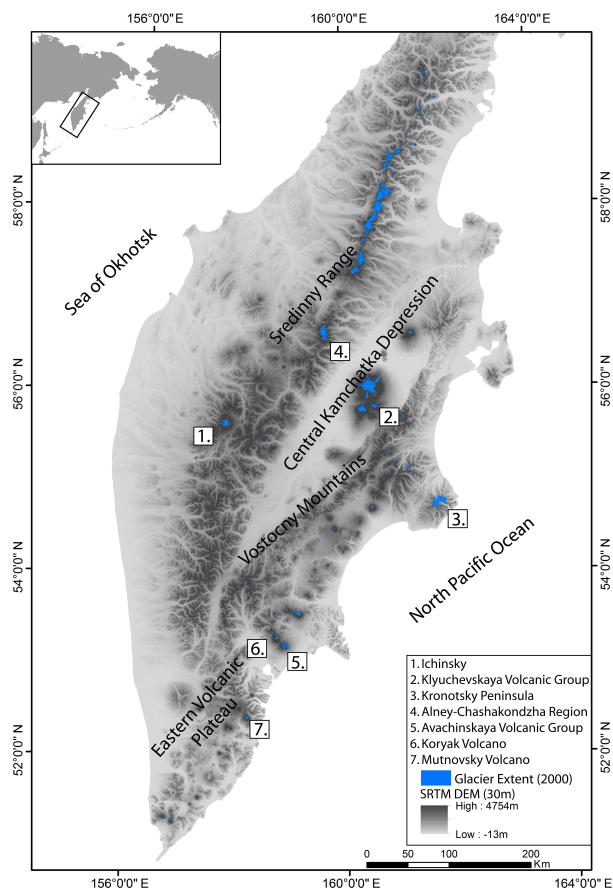 156°0'0" E
160°0'0" E
164°0'0" E
58°0'0" N
58°0'0" N
Sea of Okhotsk
Sredinny Range
4.
Central Kamchatka Depression
56°0'0" N
56°0'0" N
1.
2.
Vostocny Mountains
3.
North Pacific Ocean
54°0'0" N
54°0'0" N
6.
5.
Eastern Volcanic
Plateau
7.
52°0'0" N
52°0'0" N
1. Ichinsky
2. Klyuchevskaya Volcanic Group
3. Kronotsky Peninsula
4. Alney-Chashakondzha Region
5. Avachinskaya Volcanic Group
6. Koryak Volcano
7. Mutnovsky Volcano
Glacier Extent (2000)
SRTM DEM (30m)
High : 4754m
Low : -13m
0 50 100 200
Km
156°0'0" E
160°0'0" E
164°0'0" E